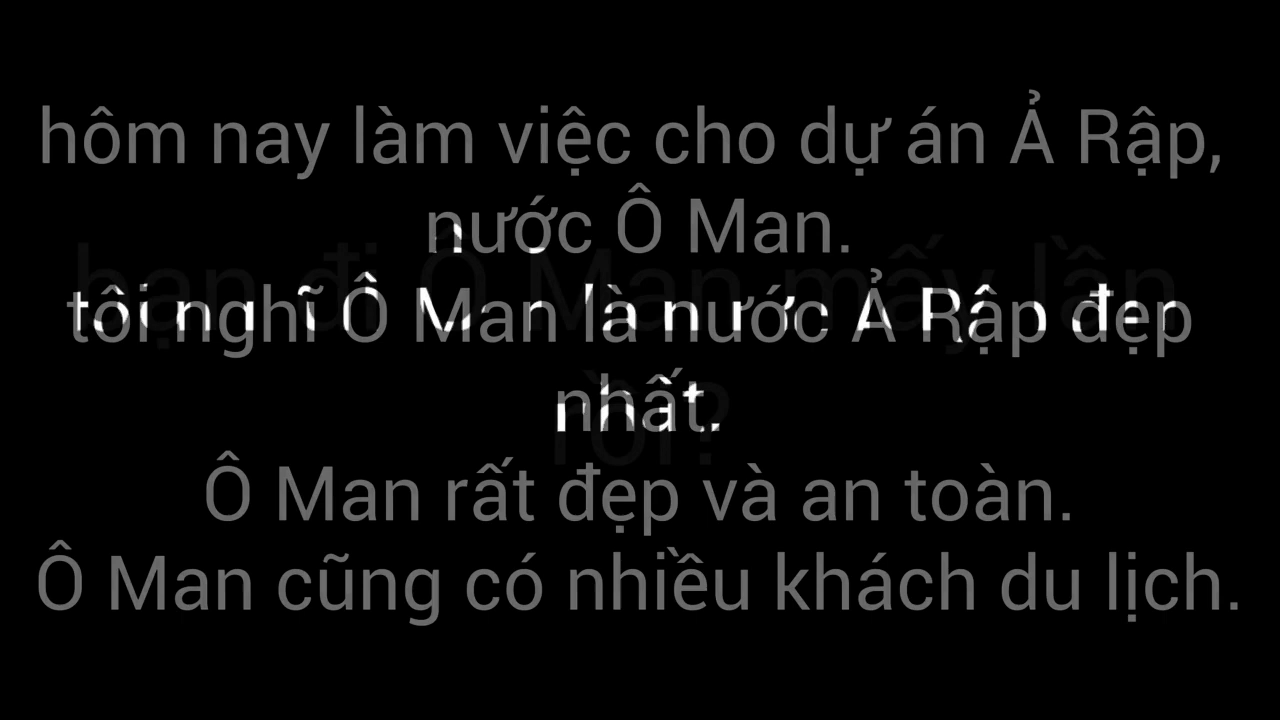 hôm nay làm việc cho dự án Ả Rập,
nước Ô Man.
bạn đi Ô Man mấy lần
tôi nghĩ Ô Man là nước Ả Rập đẹp
nhất.
rồi?
Ô Man rất đẹp và an toàn.
Ô Man cũng có nhiều khách du lịch.